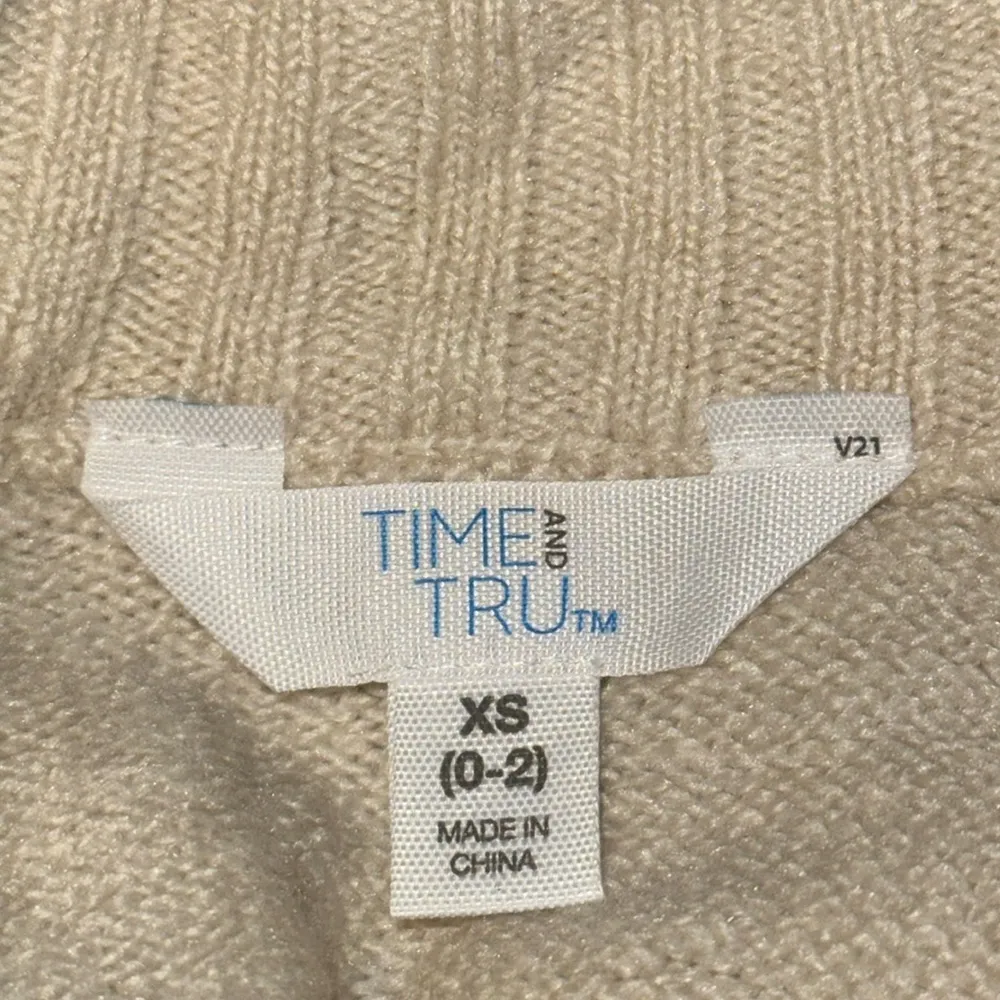 V21
TIME AND
TRU™
XS
(0-2)
MADE IN
CHINA